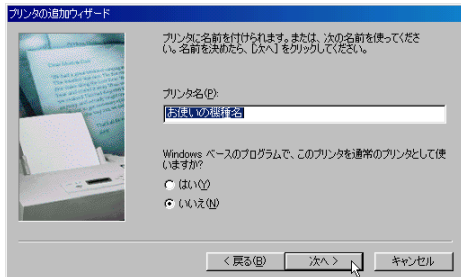 プリンタの追加ウィザード
プリンタに名前を付けられます。または、次の名前を使ってくださ
い。名前を決めたら、[次へ] をクリックしてください。
プリンタ名(P):
お使いの機種名
Windows ベースのプログラムで、このプリンタを通常のプリンタとして使
いますか?
はい(Y)
いいえ(N)
< 戻る(B)
次へ >
キャンセル